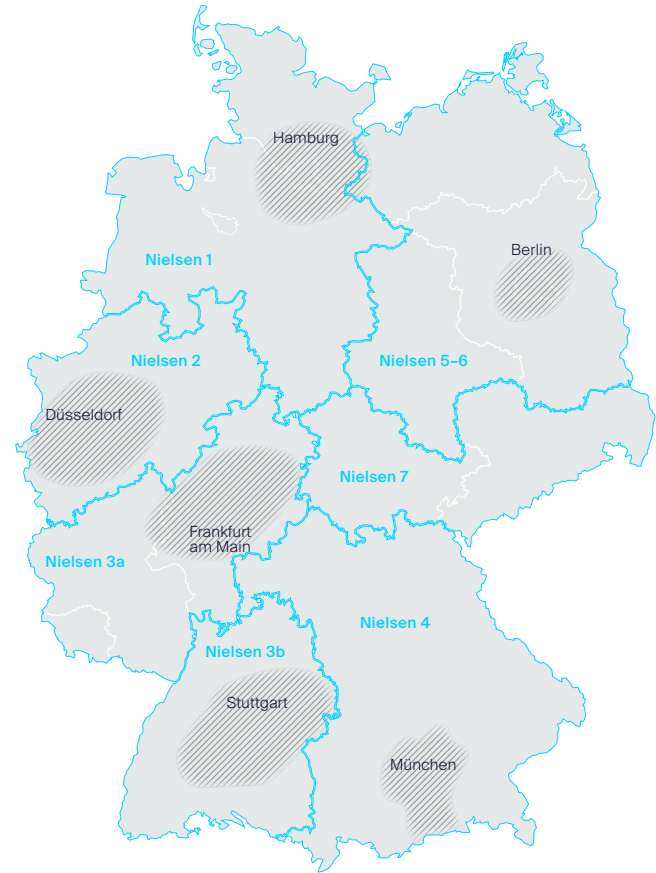 Hamburg
Berlin
Nielsen 1
Nielsen 2
Nielsen 5–6
Düsseldorf
Nielsen 7
Frankfurt
am Main
Nielsen 3a
Nielsen 4
Nielsen 3b
Stuttgart
München